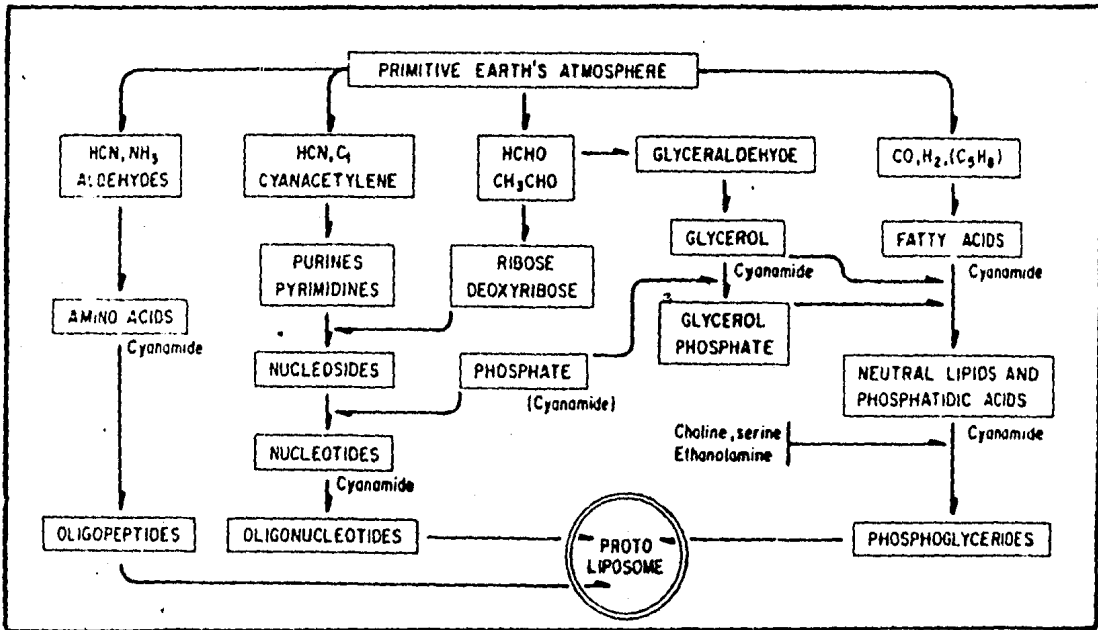 PRIMITIVE EARTH'S ATMOSPHERE
HCN, NH₃
ALDEHYDES
HCN, C₁
CYANACETYLENE
HCHO
CH₃CHO
GLYCERALDEHYDE
CO, H₂, (C₅H₈)
GLYCEROL
FATTY ACIDS
Cyanamide
Cyanamide
PURINES
PYRIMIDINES
RIBOSE
DEOXYRIBOSE
AMINO ACIDS
Cyanamide
GLYCEROL
PHOSPHATE
NUCLEOSIDES
PHOSPHATE
(Cyanamide)
NEUTRAL LIPIDS AND
PHOSPHATIDIC ACIDS
Cyanamide
Choline, serine
Ethanolamine
NUCLEOTIDES
Cyanamide
OLIGOPEPTIDES
OLIGONUCLEOTIDES
PROTO
LIPOSOME
PHOSPHOGLYCERIDES